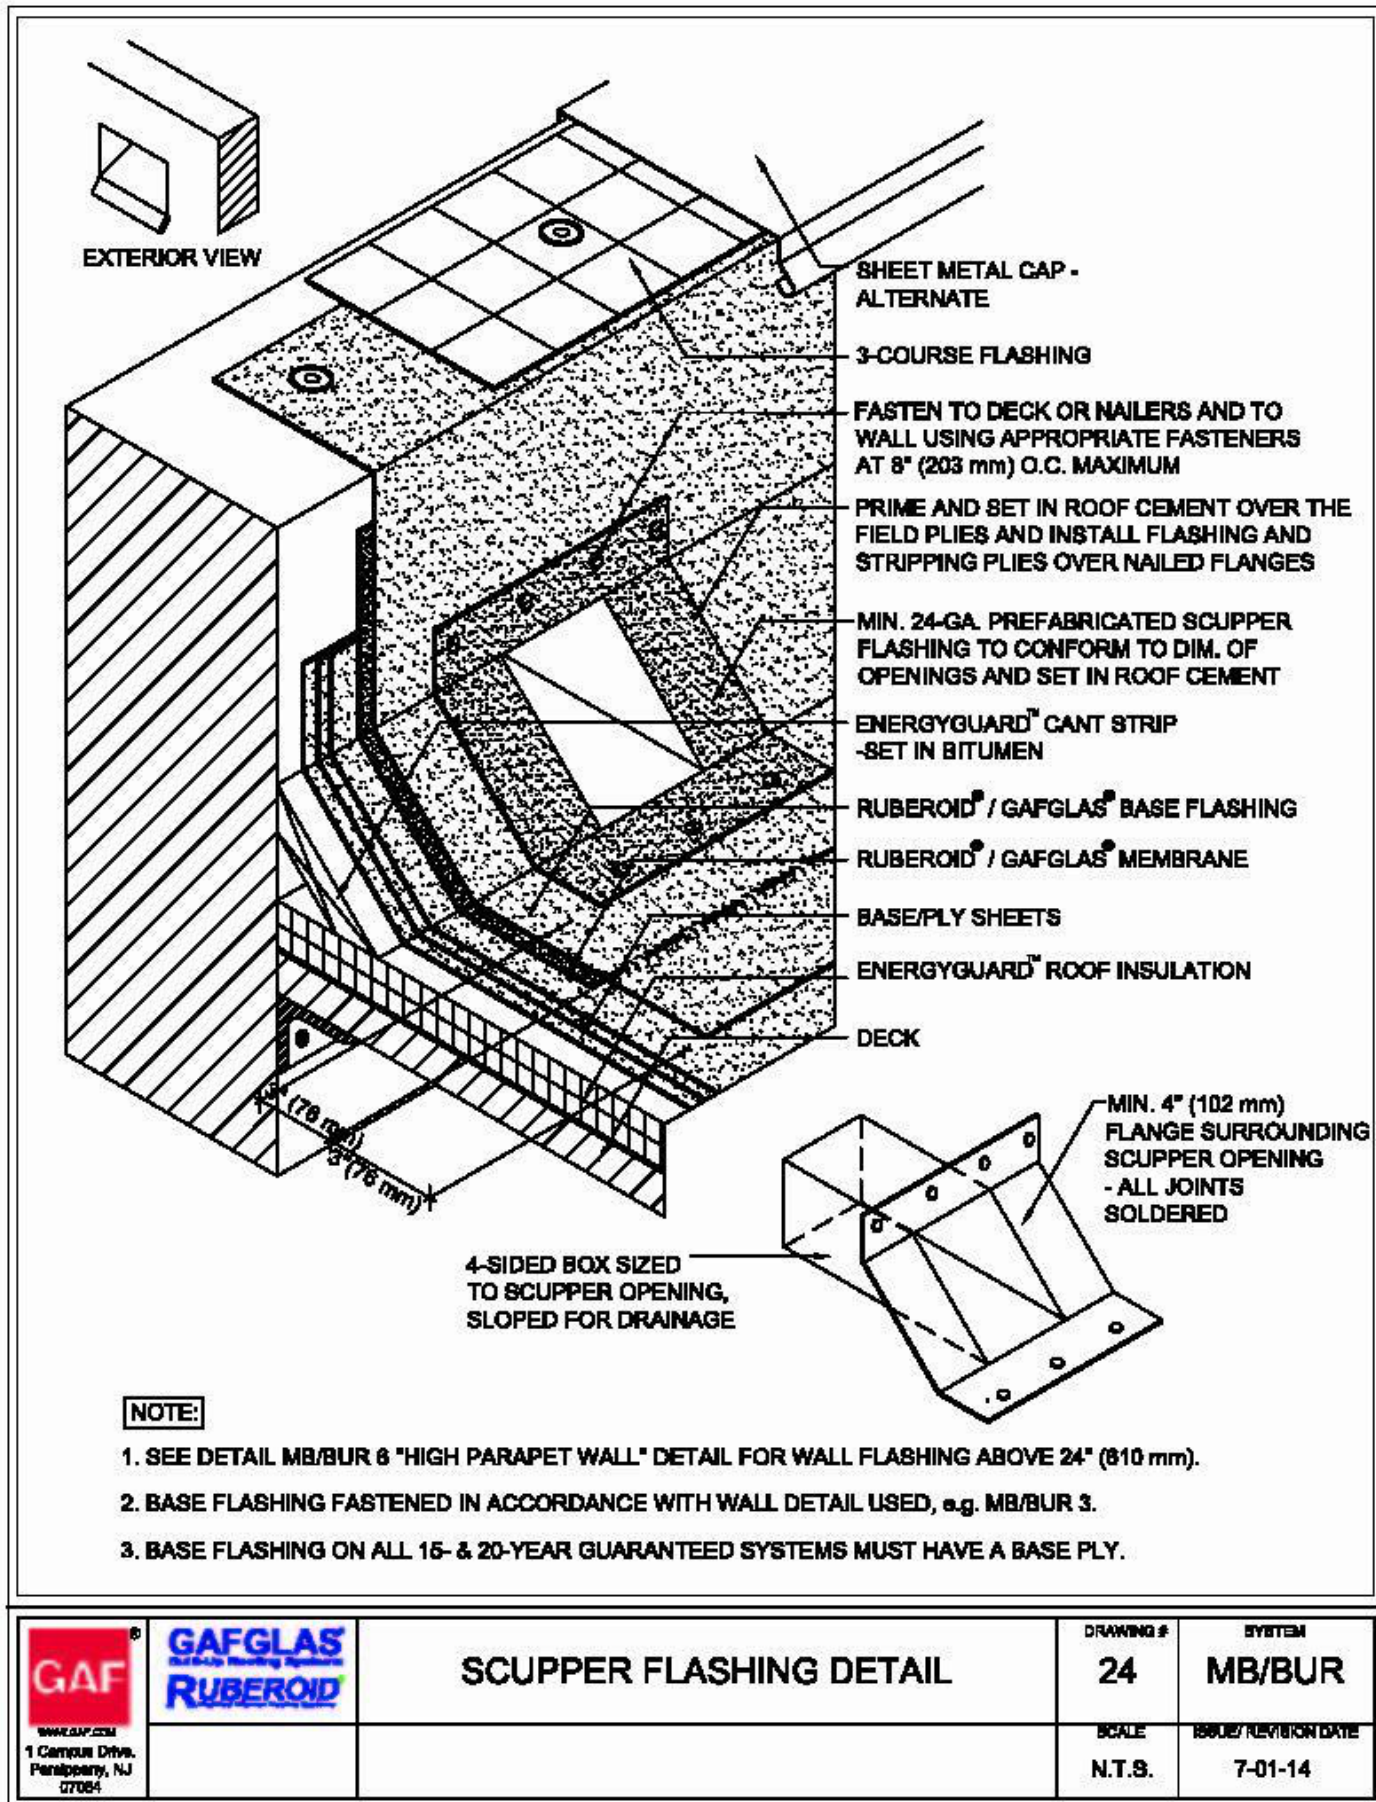 EXTERIOR VIEW
SHEET METAL CAP -
ALTERNATE
3-COURSE FLASHING
FASTEN TO DECK OR NAILERS AND TO
WALL USING APPROPRIATE FASTENERS
AT 8" (203 mm) O.C. MAXIMUM
PRIME AND SET IN ROOF CEMENT OVER THE
FIELD PLIES AND INSTALL FLASHING AND
STRIPPING PLIES OVER NAILED FLANGES
MIN. 24-GA. PREFABRICATED SCUPPER
FLASHING TO CONFORM TO DIM. OF
OPENINGS AND SET IN ROOF CEMENT
ENERGYGUARD™ CANT STRIP
-SET IN BITUMEN
RUBEROID® / GAFGLAS® BASE FLASHING
RUBEROID® / GAFGLAS® MEMBRANE
BASE/PLY SHEETS
ENERGYGUARD™ ROOF INSULATION
DECK
3" (76 mm)
3" (76 mm)
MIN. 4" (102 mm)
FLANGE SURROUNDING
SCUPPER OPENING
- ALL JOINTS
SOLDERED
4-SIDED BOX SIZED
TO SCUPPER OPENING,
SLOPED FOR DRAINAGE
NOTE:
1. SEE DETAIL MB/BUR 6 "HIGH PARAPET WALL" DETAIL FOR WALL FLASHING ABOVE 24" (610 mm).
2. BASE FLASHING FASTENED IN ACCORDANCE WITH WALL DETAIL USED, e.g. MB/BUR 3.
3. BASE FLASHING ON ALL 15- & 20-YEAR GUARANTEED SYSTEMS MUST HAVE A BASE PLY.
GAF®
WWW.GAF.COM
1 Campus Drive,
Parsippany, NJ
07054
GAFGLAS®
Built-Up Roofing Systems
RUBEROID®
SCUPPER FLASHING DETAIL
DRAWING #
24
SYSTEM
MB/BUR
SCALE
N.T.S.
ISSUE/ REVISION DATE
7-01-14